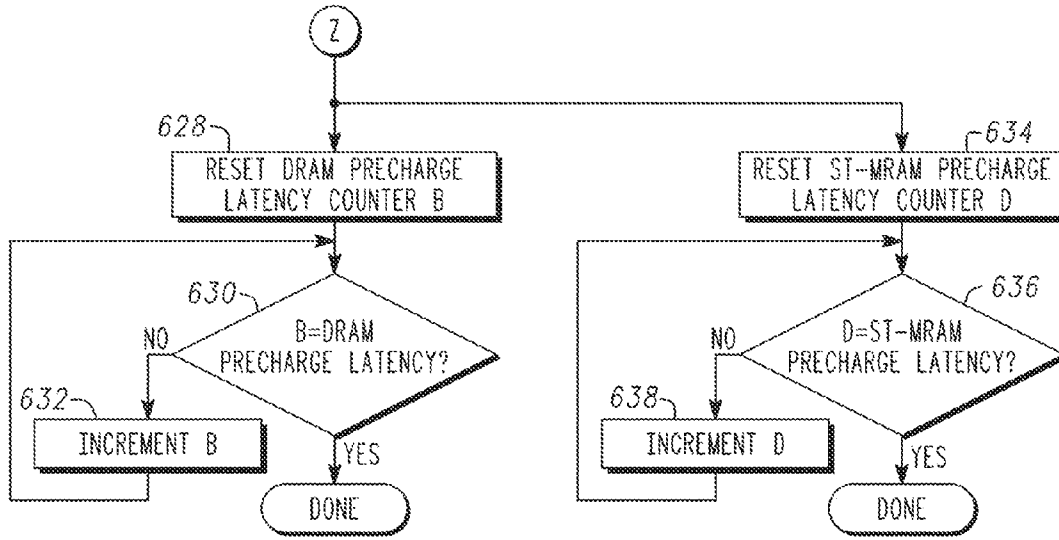 Z
628
RESET DRAM PRECHARGE
LATENCY COUNTER B
634
RESET ST-MRAM PRECHARGE
LATENCY COUNTER D
630
B=DRAM
PRECHARGE LATENCY?
NO
YES
632
INCREMENT B
DONE
636
D=ST-MRAM
PRECHARGE LATENCY?
NO
YES
638
INCREMENT D
DONE